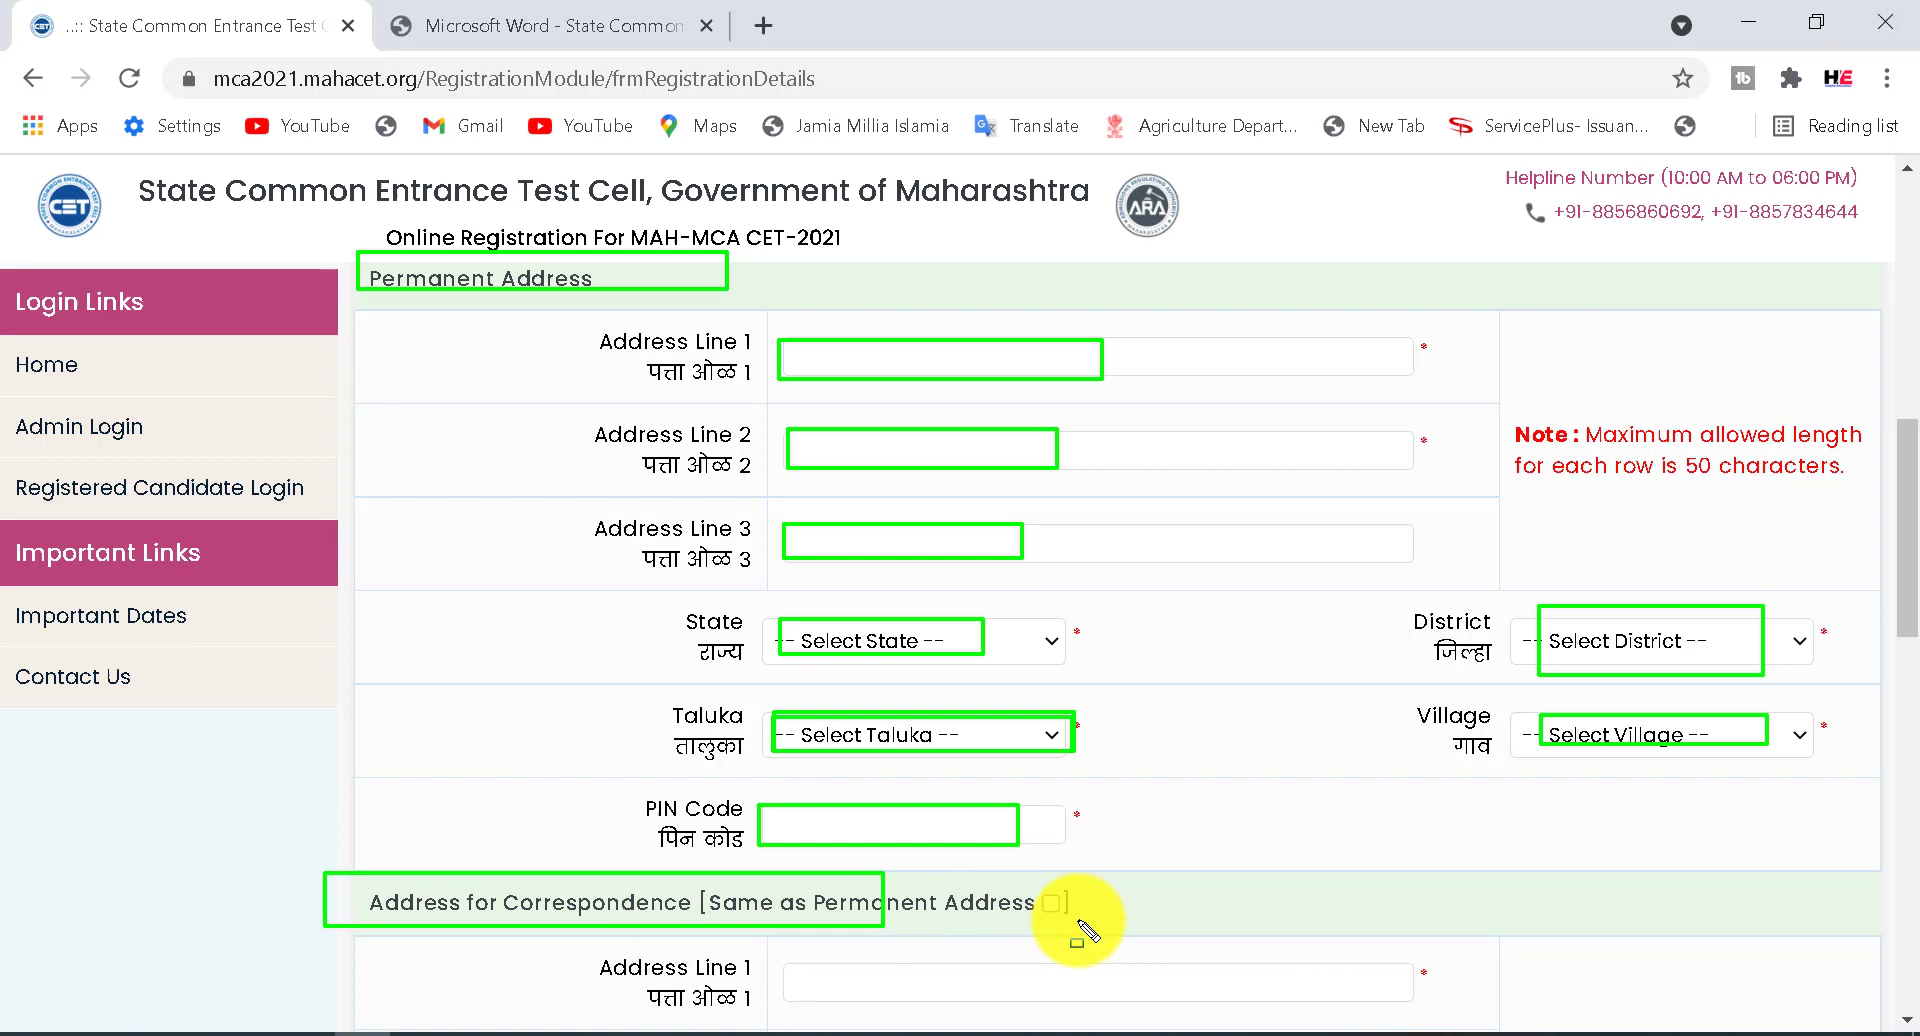 ..:: State Common Entrance Test C
Microsoft Word - State Common
mca2021.mahacet.org/RegistrationModule/frmRegistrationDetails
Apps
Settings
YouTube
Gmail
YouTube
Maps
Jamia Millia Islamia
Translate
Agriculture Depart...
New Tab
ServicePlus- Issuan...
Reading list
State Common Entrance Test Cell, Government of Maharashtra
Online Registration For MAH-MCA CET-2021
Helpline Number (10:00 AM to 06:00 PM)
+91-8856860692, +91-8857834644
CET
ARA
Login Links
Home
Admin Login
Registered Candidate Login
Important Links
Important Dates
Contact Us
Permanent Address
Address Line 1 *
पत्ता ओळ 1
Address Line 2 *
पत्ता ओळ 2
Address Line 3
पत्ता ओळ 3
Note : Maximum allowed length
for each row is 50 characters.
State
राज्य
-- Select State -- *
District
जिल्हा
-- Select District -- *
Taluka
तालुका
-- Select Taluka -- *
Village
गाव
-- Select Village -- *
PIN Code *
पिन कोड
Address for Correspondence [Same as Permanent Address ]
Address Line 1 *
पत्ता ओळ 1